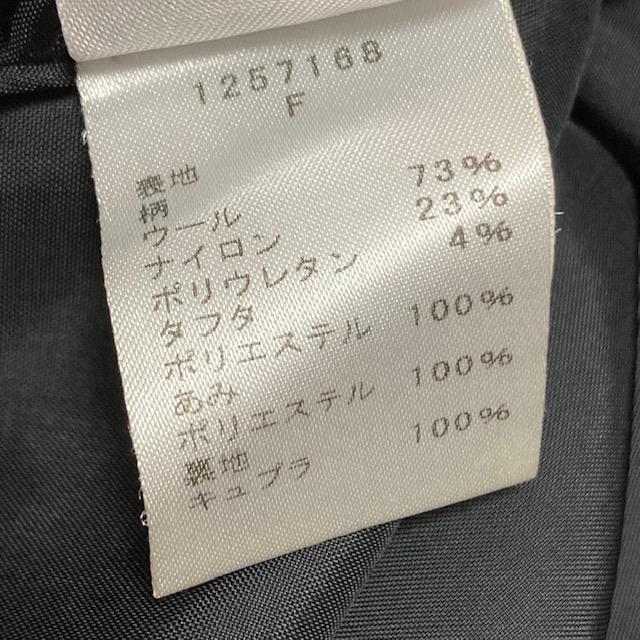 1257168
F
表地
柄
ウール 73%
ナイロン 23%
ポリウレタン 4%
タフタ
ポリエステル 100%
あみ
ポリエステル 100%
裏地
キュプラ 100%